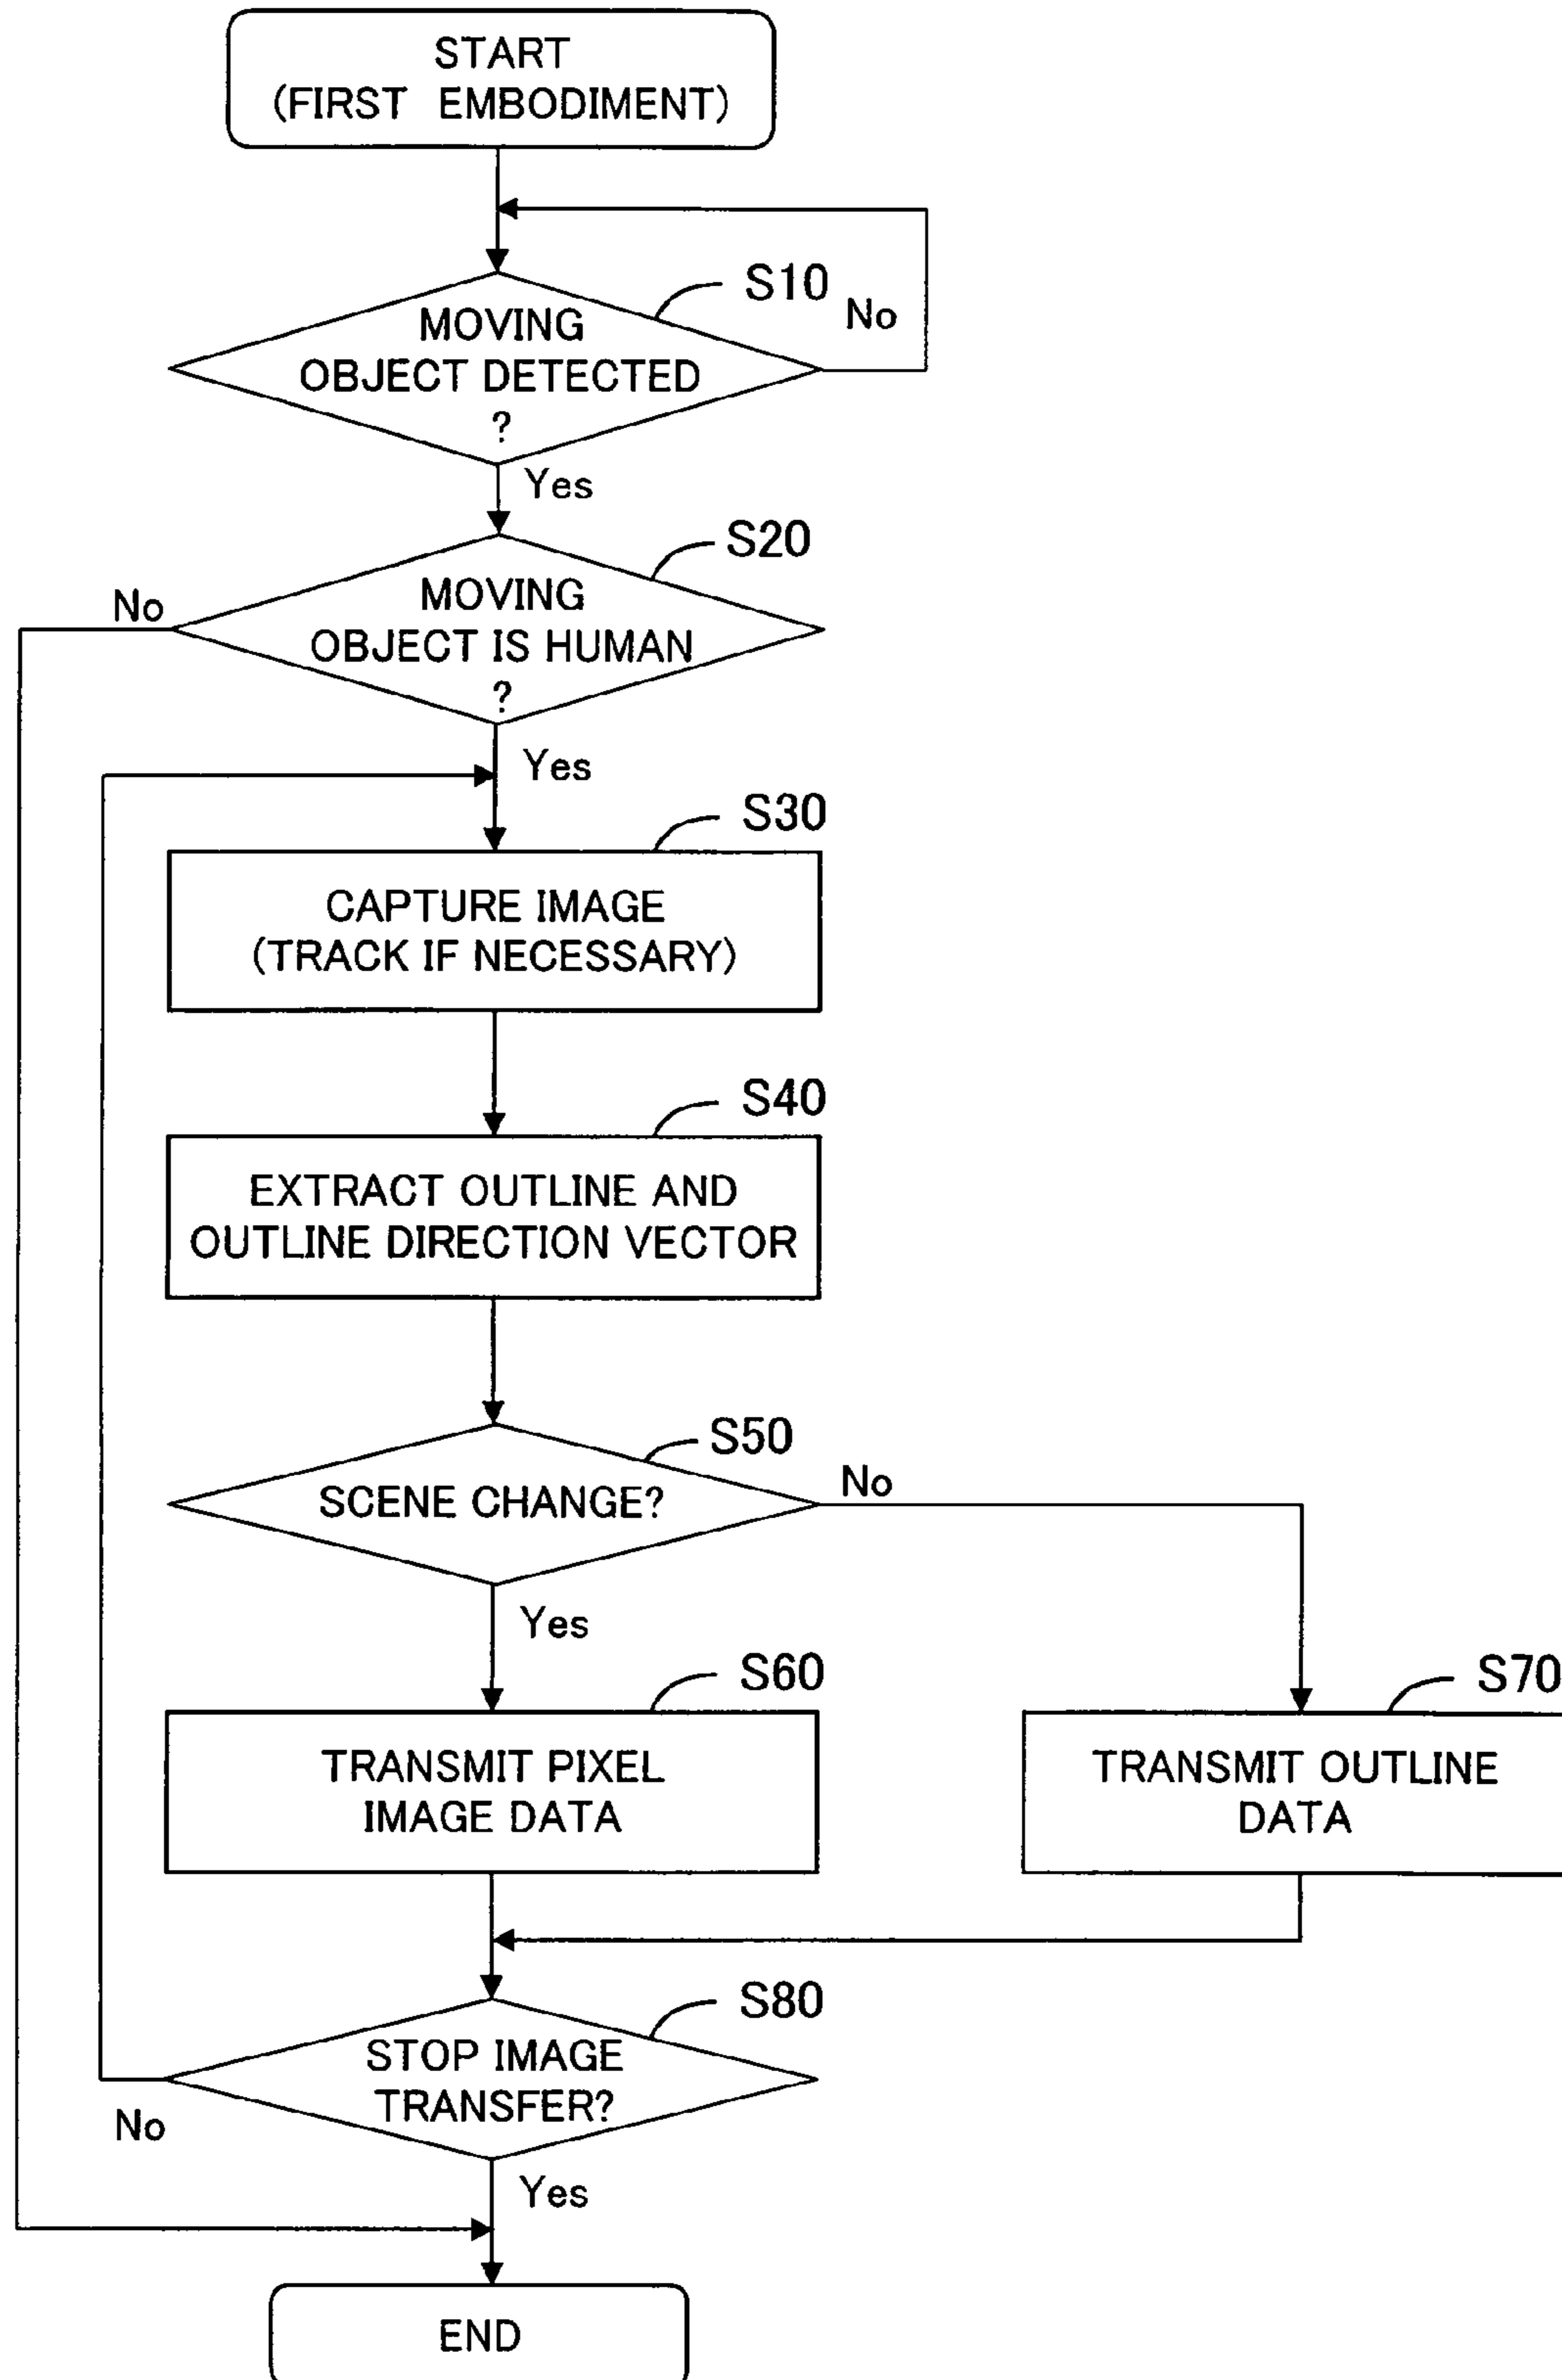 START
(FIRST EMBODIMENT)
S10
No
MOVING
OBJECT DETECTED
?
Yes
S20
No
MOVING
OBJECT IS HUMAN
?
Yes
S30
CAPTURE IMAGE
(TRACK IF NECESSARY)
S40
EXTRACT OUTLINE AND
OUTLINE DIRECTION VECTOR
S50
SCENE CHANGE?
No
Yes
S60
S70
TRANSMIT PIXEL
IMAGE DATA
TRANSMIT OUTLINE
DATA
S80
STOP IMAGE
TRANSFER?
No
Yes
END